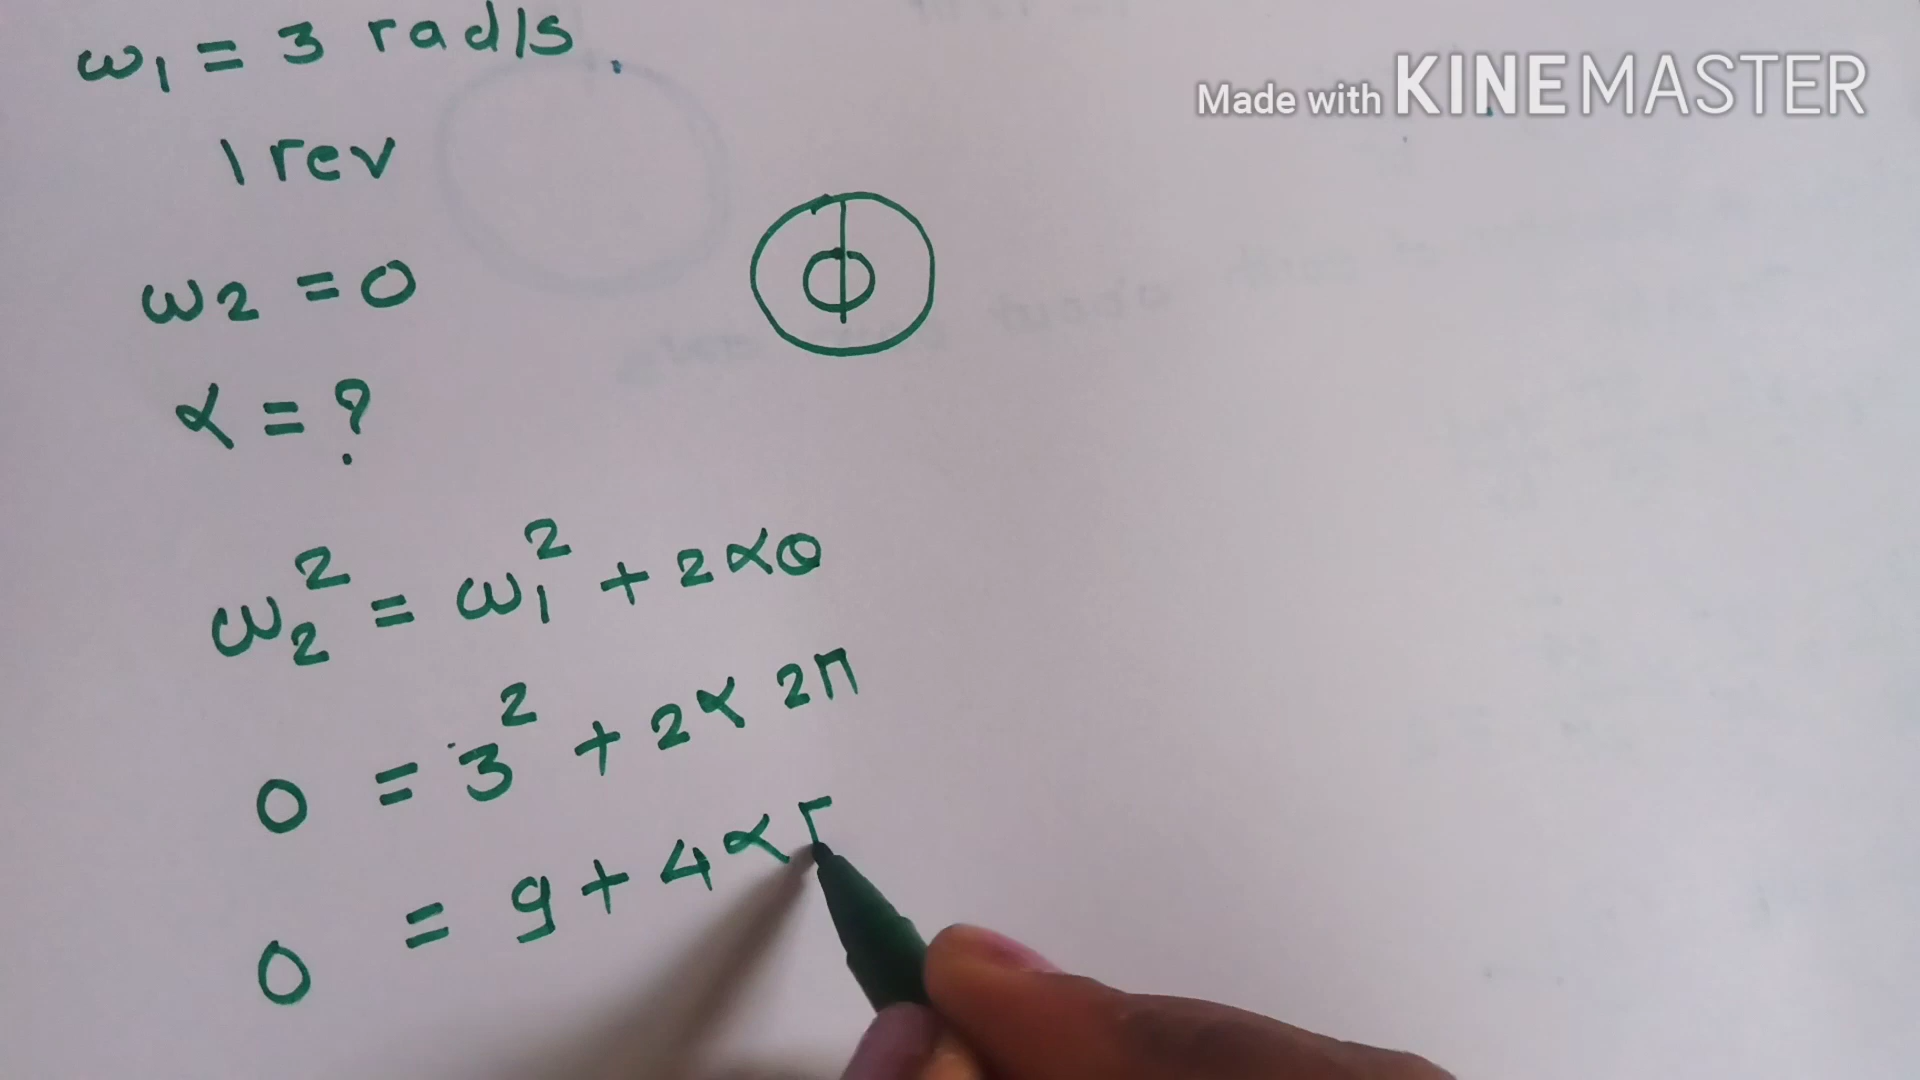 ω₁ = 3 rad/s.
Made with KINEMASTER
1 rev
ω2 = 0
α = ?
ω₂² = ω₁² + 2αθ
0 = 3² + 2α 2π
0 = 9 + 4α